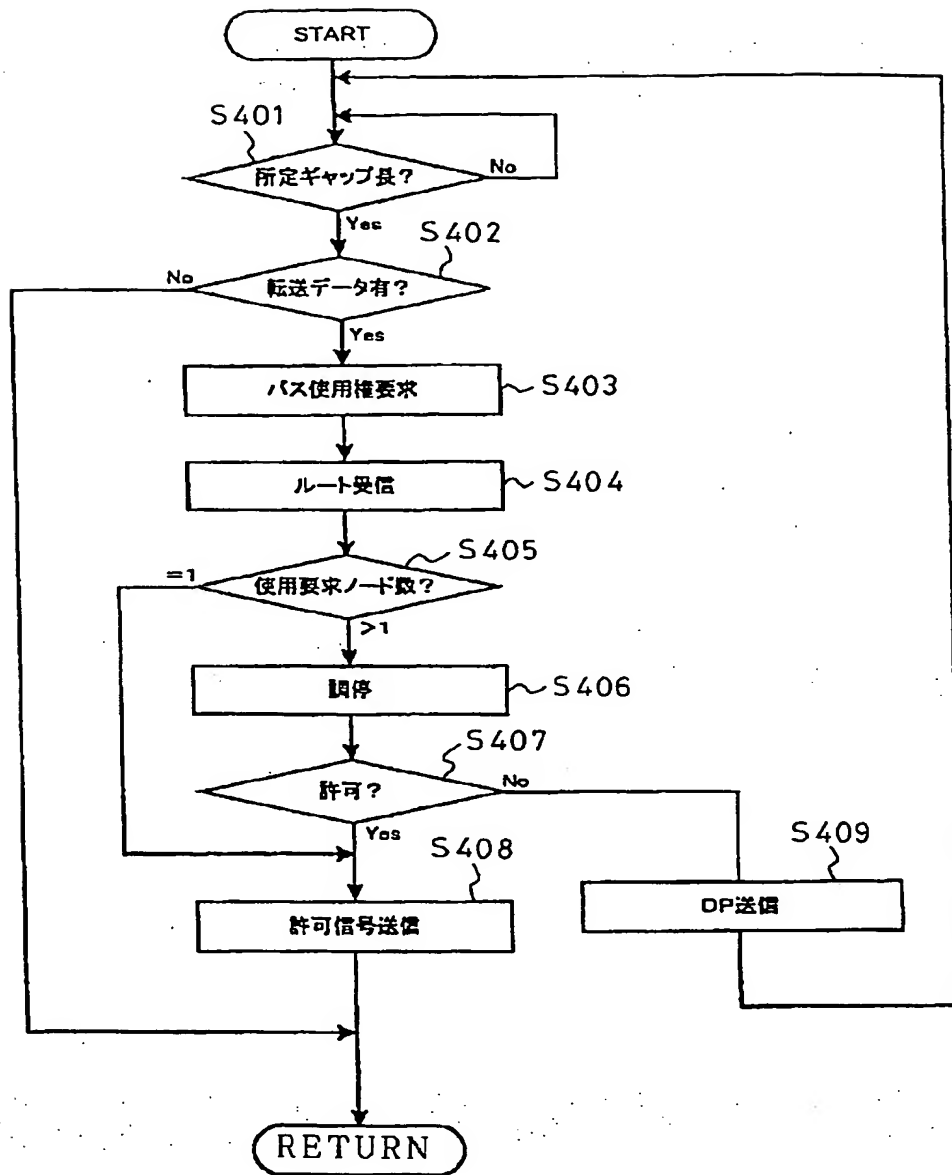 START
S401
所定ギャップ長?
No
Yes
S402
No
転送データ有?
Yes
バス使用権要求
S403
ルート受信
S404
S405
=1
使用要求ノード数?
>1
調停
S406
S407
許可?
No
Yes
S408
S409
許可信号送信
DP送信
RETURN